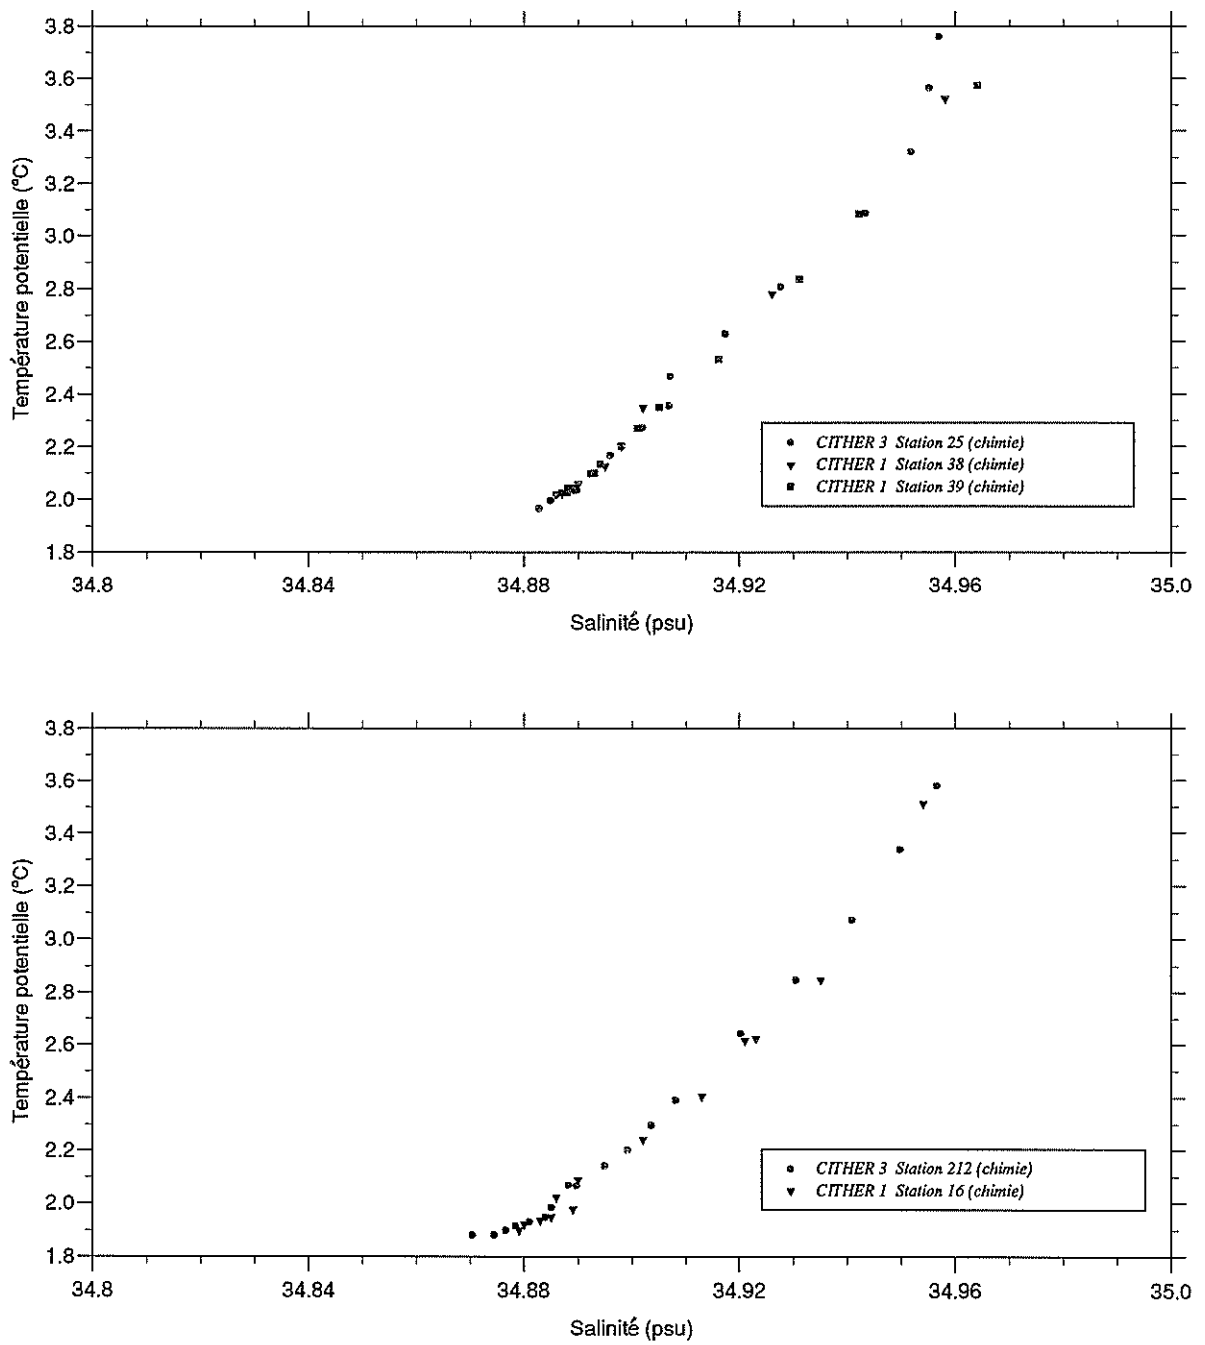 3.8
3.6
3.4
3.2
3.0
2.8
2.6
2.4
2.2
2.0
1.8
Température potentielle (°C)
CITHER 3 Station 25 (chimie)
CITHER 1 Station 38 (chimie)
CITHER 1 Station 39 (chimie)
34.8 34.84 34.88 34.92 34.96 35.0
Salinité (psu)
3.8
3.6
3.4
3.2
3.0
2.8
2.6
2.4
2.2
2.0
1.8
Température potentielle (°C)
CITHER 3 Station 212 (chimie)
CITHER 1 Station 16 (chimie)
34.8 34.84 34.88 34.92 34.96 35.0
Salinité (psu)